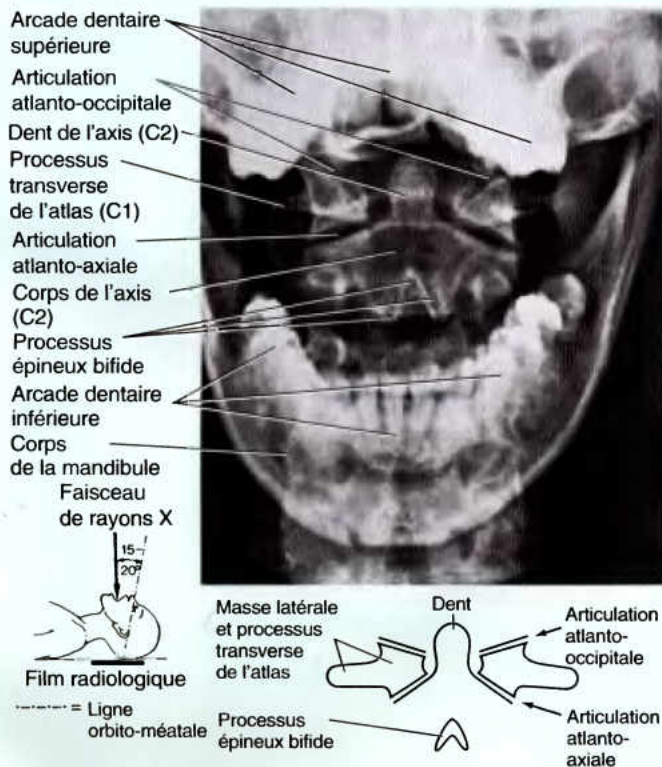 Arcade dentaire
supérieure
Articulation
atlanto-occipitale
Dent de l'axis (C2)
Processus
transverse
de l'atlas (C1)
Articulation
atlanto-axiale
Corps de l'axis
(C2)
Processus
épineux bifide
Arcade dentaire
inférieure
Corps
de la mandibule
Faisceau
de rayons X
15-
20°
Film radiologique
= Ligne
orbito-méatale
Masse latérale
et processus
transverse
de l'atlas
Dent
Articulation
atlanto-
occipitale
Processus
épineux bifide
Articulation
atlanto-
axiale